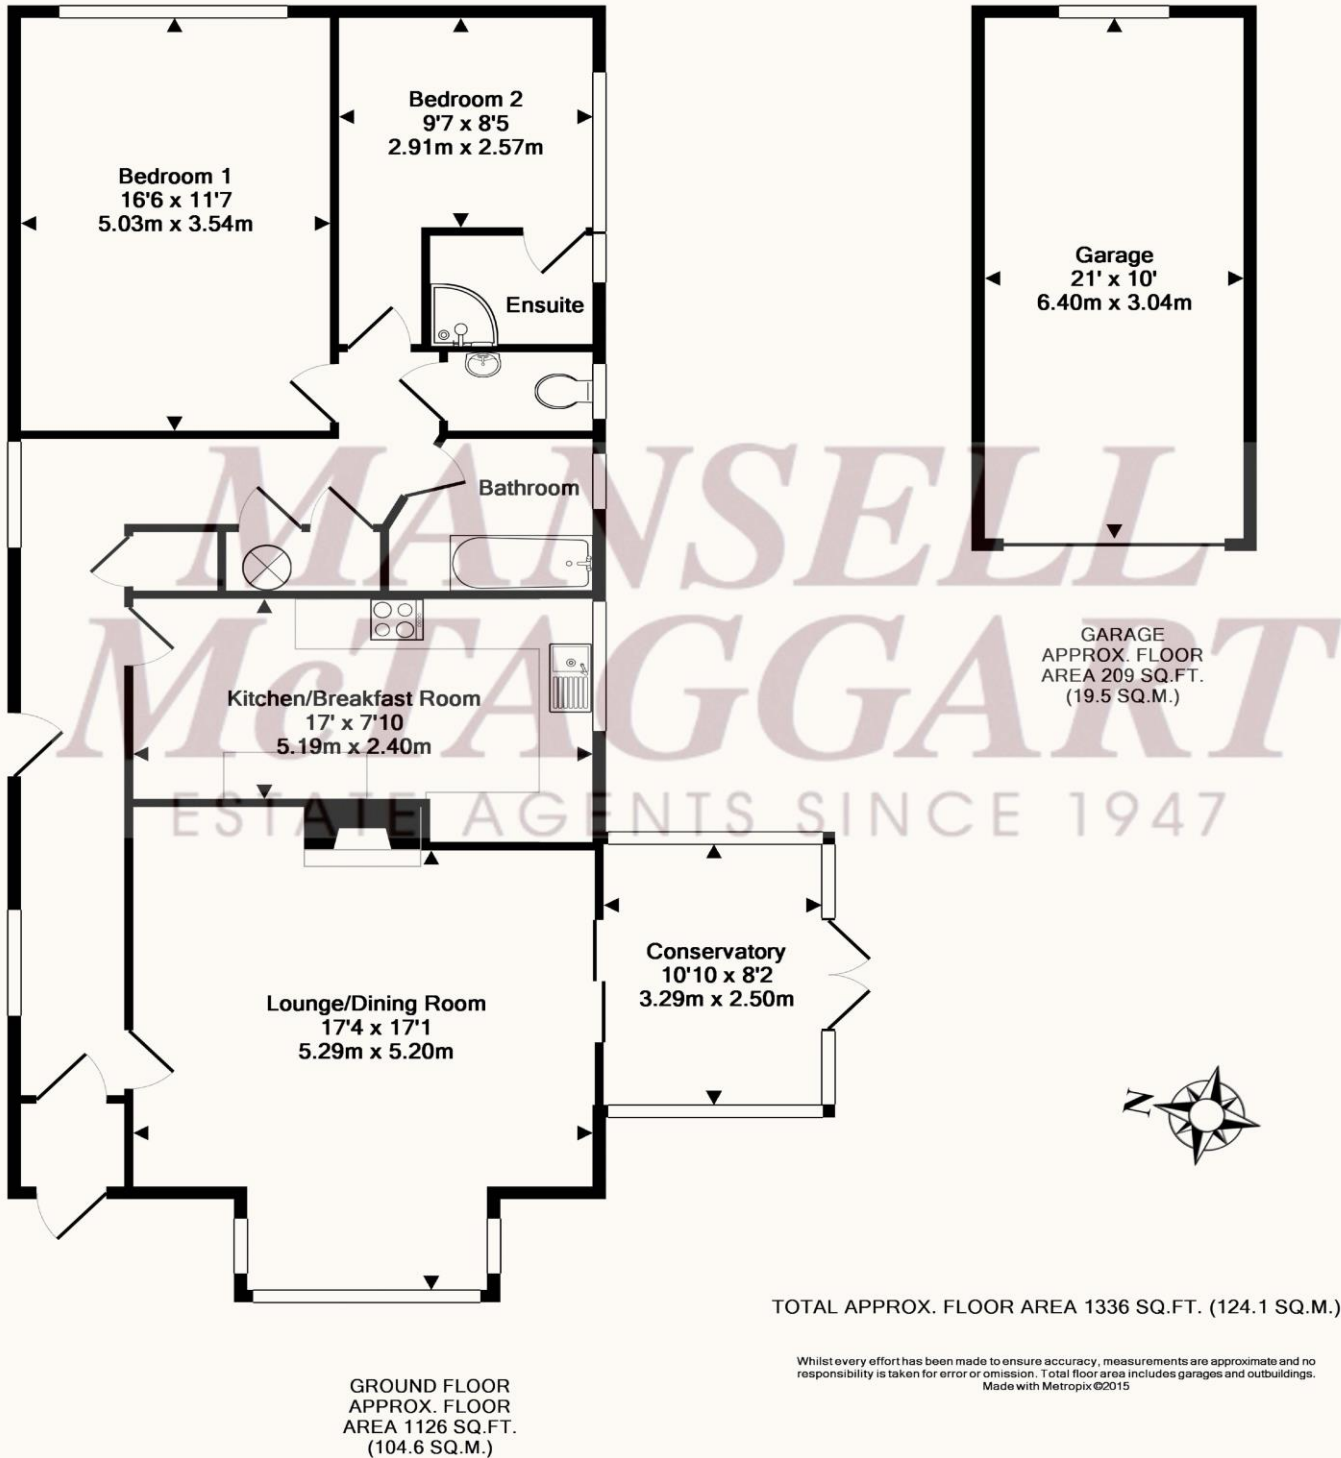 Bedroom 1
16'6 x 11'7
5.03m x 3.54m
Bedroom 2
9'7 x 8'5
2.91m x 2.57m
Ensuite
Garage
21' x 10'
6.40m x 3.04m
Bathroom
MANSELL
McTAGGART
ESTATE AGENTS SINCE 1947
GARAGE
APPROX. FLOOR
AREA 209 SQ.FT.
(19.5 SQ.M.)
Kitchen/Breakfast Room
17' x 7'10
5.19m x 2.40m
Conservatory
10'10 x 8'2
3.29m x 2.50m
Lounge/Dining Room
17'4 x 17'1
5.29m x 5.20m
N
TOTAL APPROX. FLOOR AREA 1336 SQ.FT. (124.1 SQ.M.)
Whilst every effort has been made to ensure accuracy, measurements are approximate and no
responsibility is taken for error or omission. Total floor area includes garages and outbuildings.
Made with Metropix ©2015
GROUND FLOOR
APPROX. FLOOR
AREA 1126 SQ.FT.
(104.6 SQ.M.)